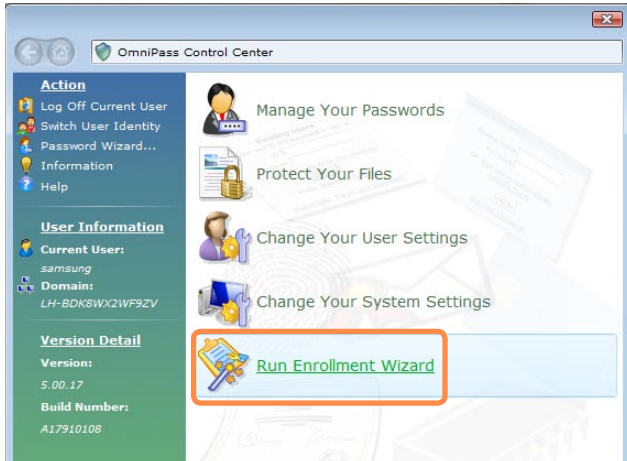 OmniPass Control Center
Action
Log Off Current User
Switch User Identity
Password Wizard...
Information
Help
User Information
Current User:
samsung
Domain:
LH-BDK8WX2WF9ZV
Version Detail
Version:
5.00.17
Build Number:
A17910108
Manage Your Passwords
Protect Your Files
Change Your User Settings
Change Your System Settings
Run Enrollment Wizard